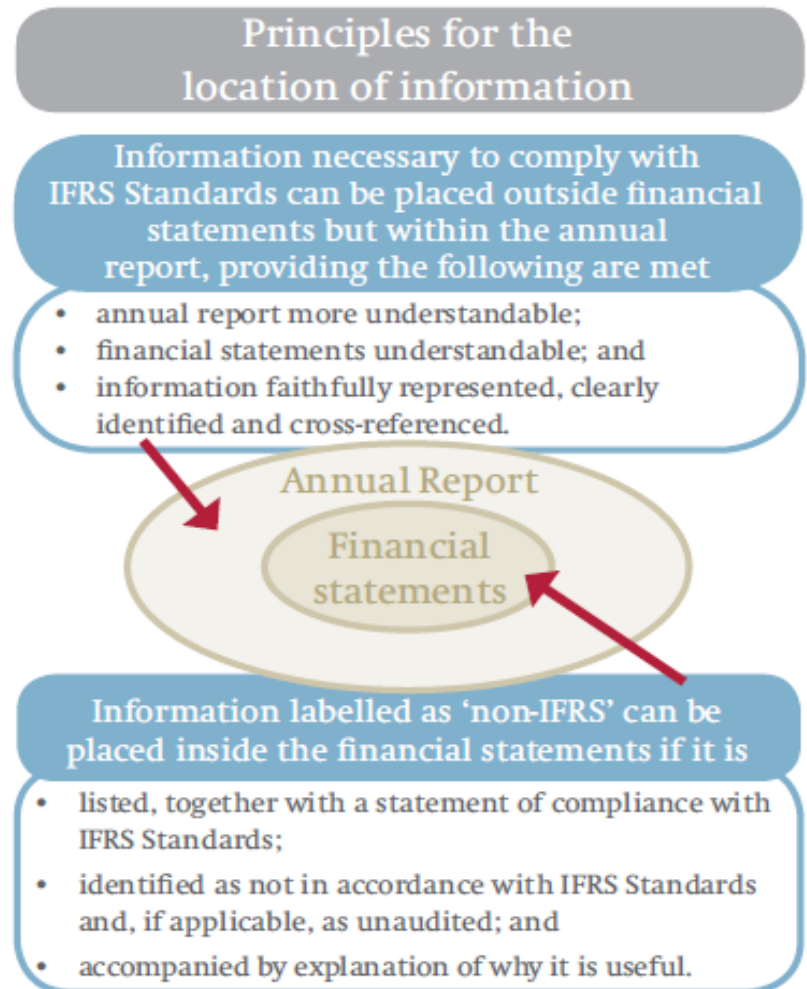 Principles for the
location of information
Information necessary to comply with
IFRS Standards can be placed outside financial
statements but within the annual
report, providing the following are met
• annual report more understandable;
• financial statements understandable; and
• information faithfully represented, clearly
identified and cross-referenced.
Annual Report
Financial
statements
Information labelled as ‘non-IFRS’ can be
placed inside the financial statements if it is
• listed, together with a statement of compliance with
IFRS Standards;
• identified as not in accordance with IFRS Standards
and, if applicable, as unaudited; and
• accompanied by explanation of why it is useful.